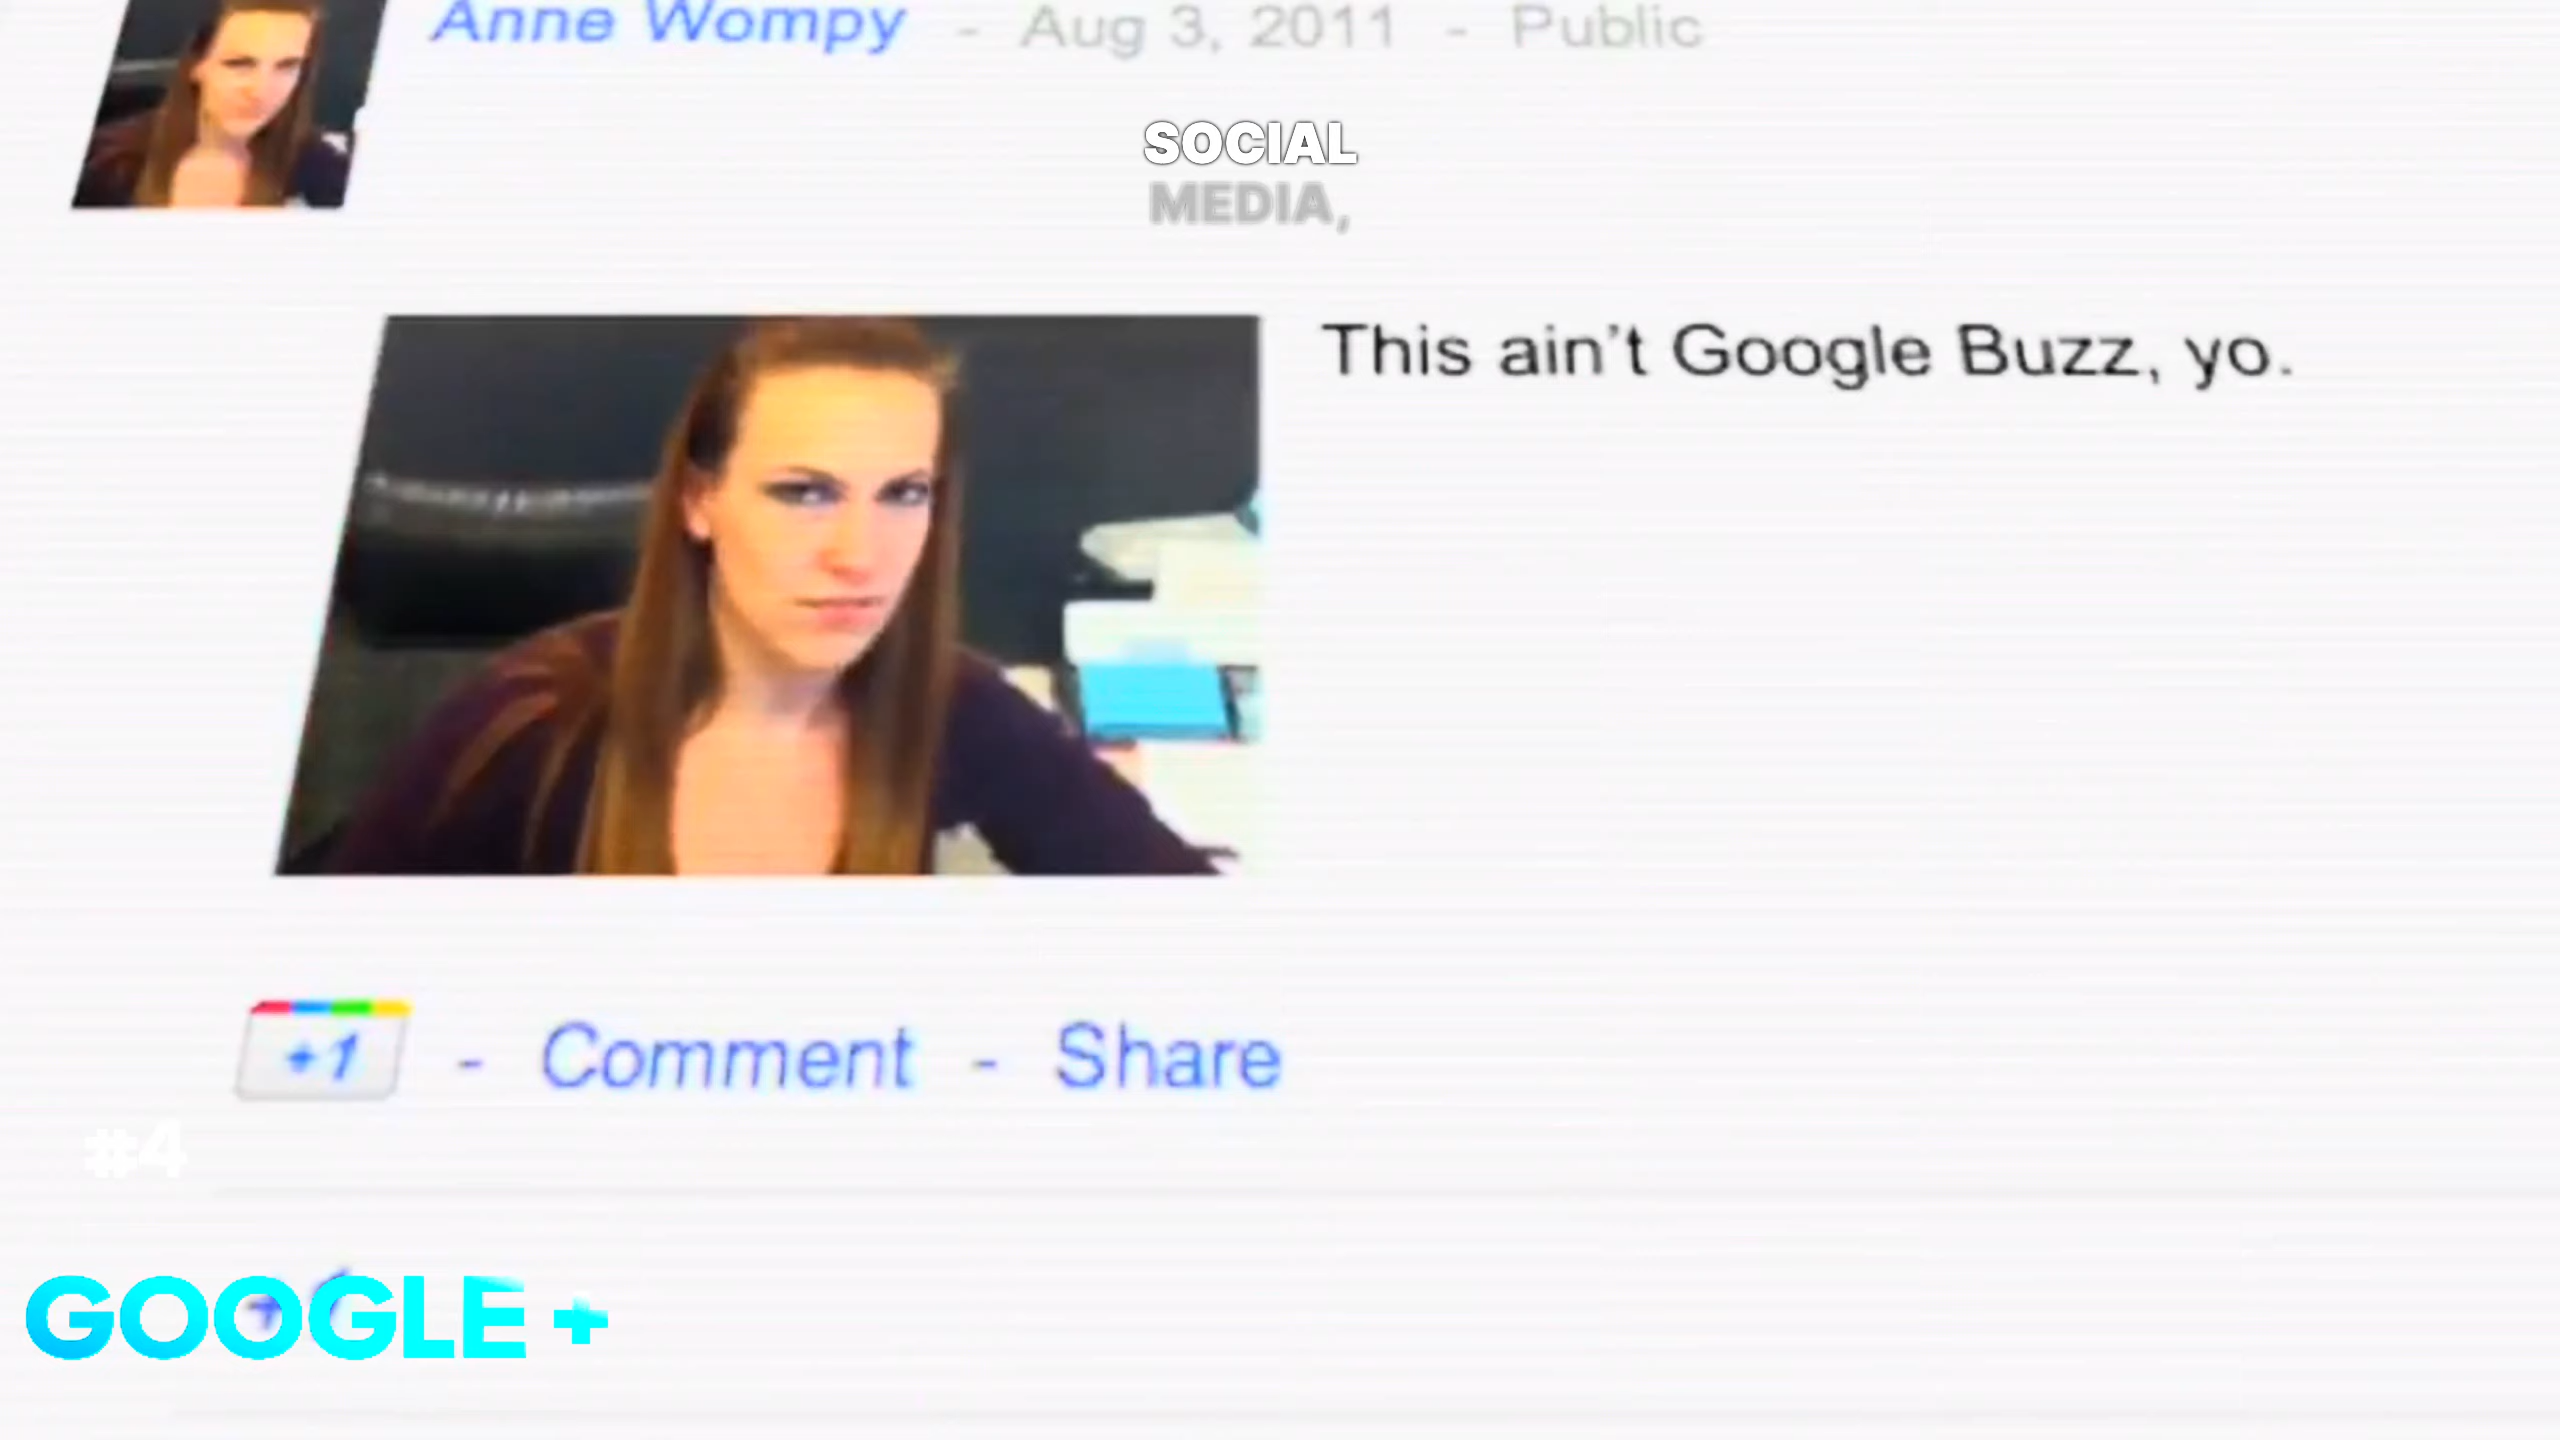 Anne Wompy - Aug 3, 2011 - Public
SOCIAL
MEDIA,
This ain't Google Buzz, yo.
+1 - Comment - Share
#4
GOOGLE +